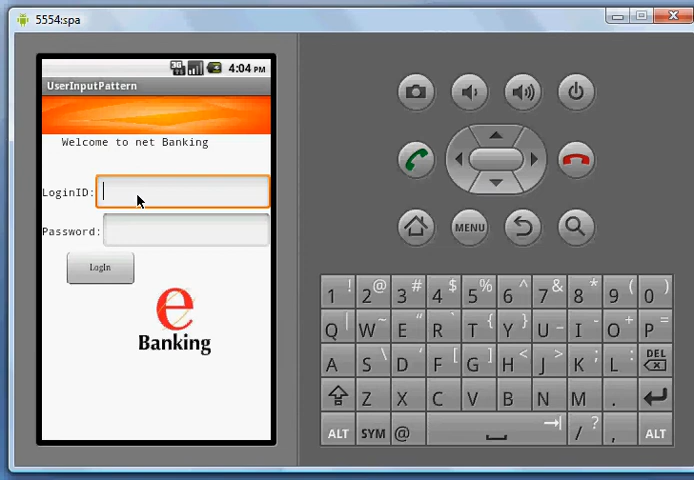 5554:spa
3G 4:04 PM
UserInputPattern
Welcome to net Banking
LoginID:
Password:
LogIn
e
Banking
MENU
1 ! 2 @ 3 # 4 $ 5 % 6 ^ 7 & 8 * 9 ( 0 )
Q | W ~ E " R ` T { Y } U _ I - O + P =
A S \ D ' F [ G ] H < J > K ; L : DEL
Z X C V B N M .
ALT SYM @ / ? , ALT